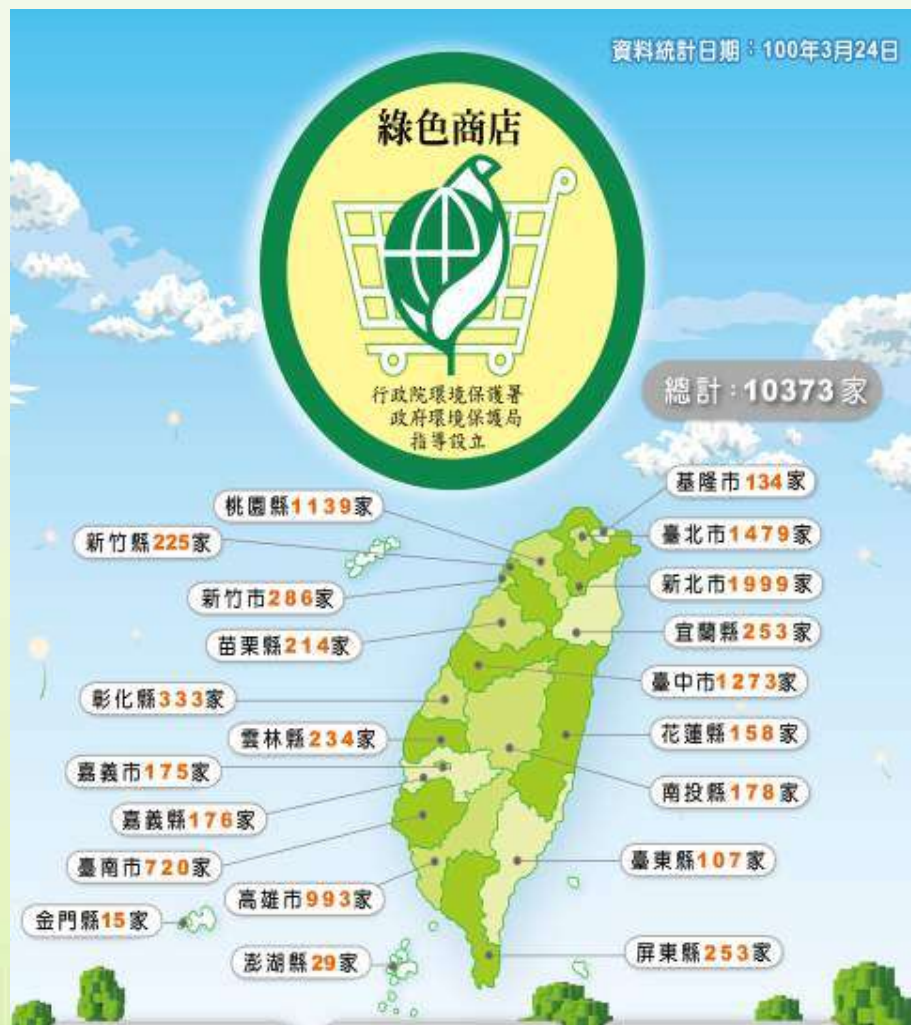 資料統計日期：100年3月24日
綠色商店
行政院環境保護署
政府環境保護局
指導設立
總計：10373家
基隆市134家
桃園縣1139家
臺北市1479家
新竹縣225家
新北市1999家
新竹市286家
宜蘭縣253家
苗栗縣214家
臺中市1273家
彰化縣333家
花蓮縣158家
雲林縣234家
嘉義市175家
南投縣178家
嘉義縣176家
臺南市720家
臺東縣107家
高雄市993家
金門縣15家
屏東縣253家
澎湖縣29家